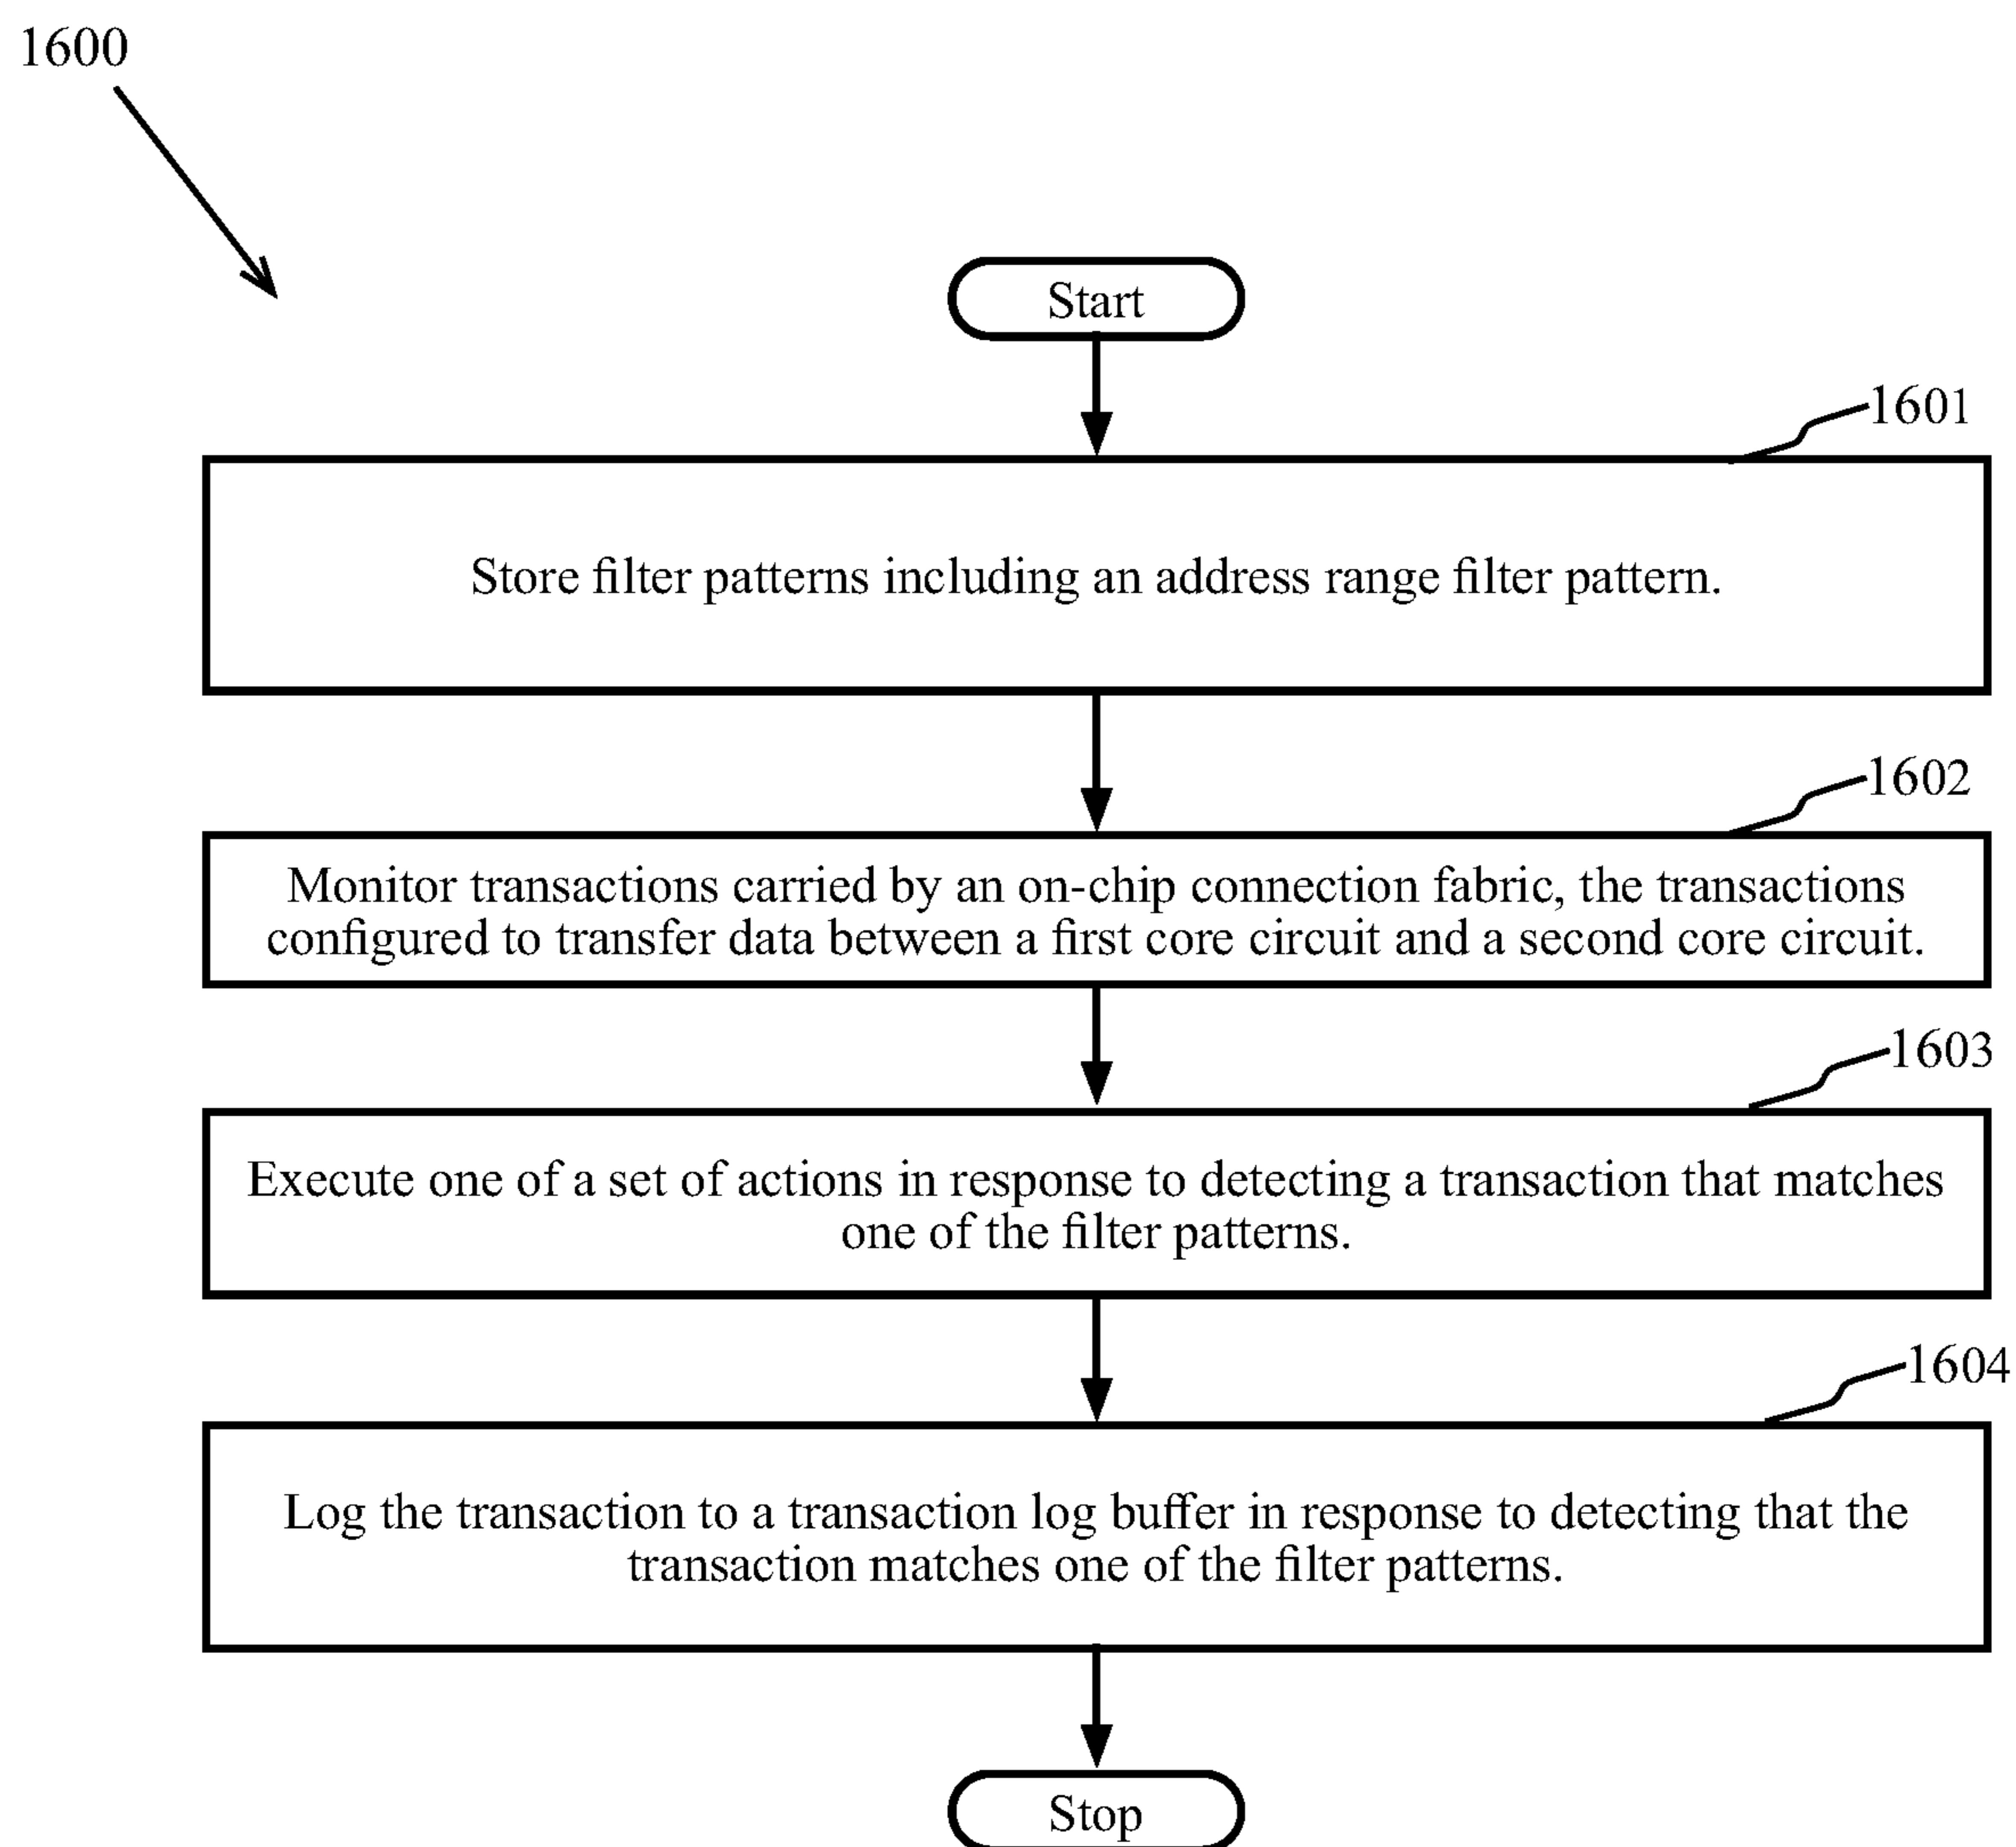 1600
Start
1601
Store filter patterns including an address range filter pattern.
1602
Monitor transactions carried by an on-chip connection fabric, the transactions
configured to transfer data between a first core circuit and a second core circuit.
1603
Execute one of a set of actions in response to detecting a transaction that matches
one of the filter patterns.
1604
Log the transaction to a transaction log buffer in response to detecting that the
transaction matches one of the filter patterns.
Stop